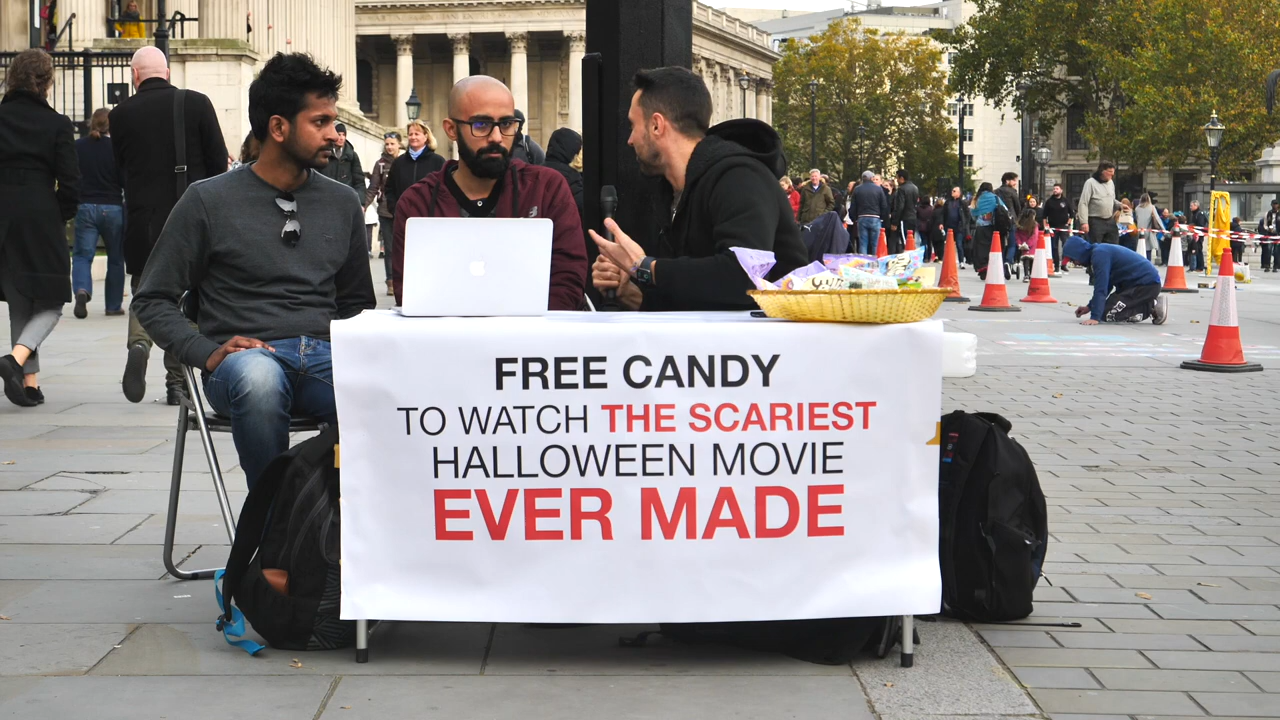 FREE CANDY
TO WATCH THE SCARIEST
HALLOWEEN MOVIE
EVER MADE